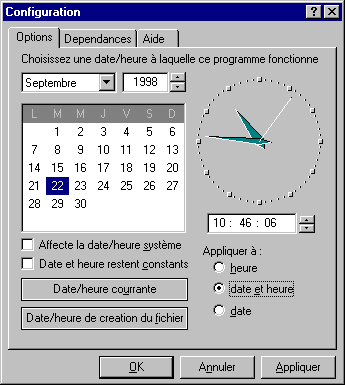 Configuration
Options Dependances Aide
Choisissez une date/heure à laquelle ce programme fonctionne
Septembre 1998
L M M J V S D
1 2 3 4 5 6
7 8 9 10 11 12 13
14 15 16 17 18 19 20
21 22 23 24 25 26 27
28 29 30
10 : 46 : 06
Affecte la date/heure système
Date et heure restent constants
Date/heure courrante
Date/heure de creation du fichier
Appliquer à :
heure
date et heure
date
OK Annuler Appliquer